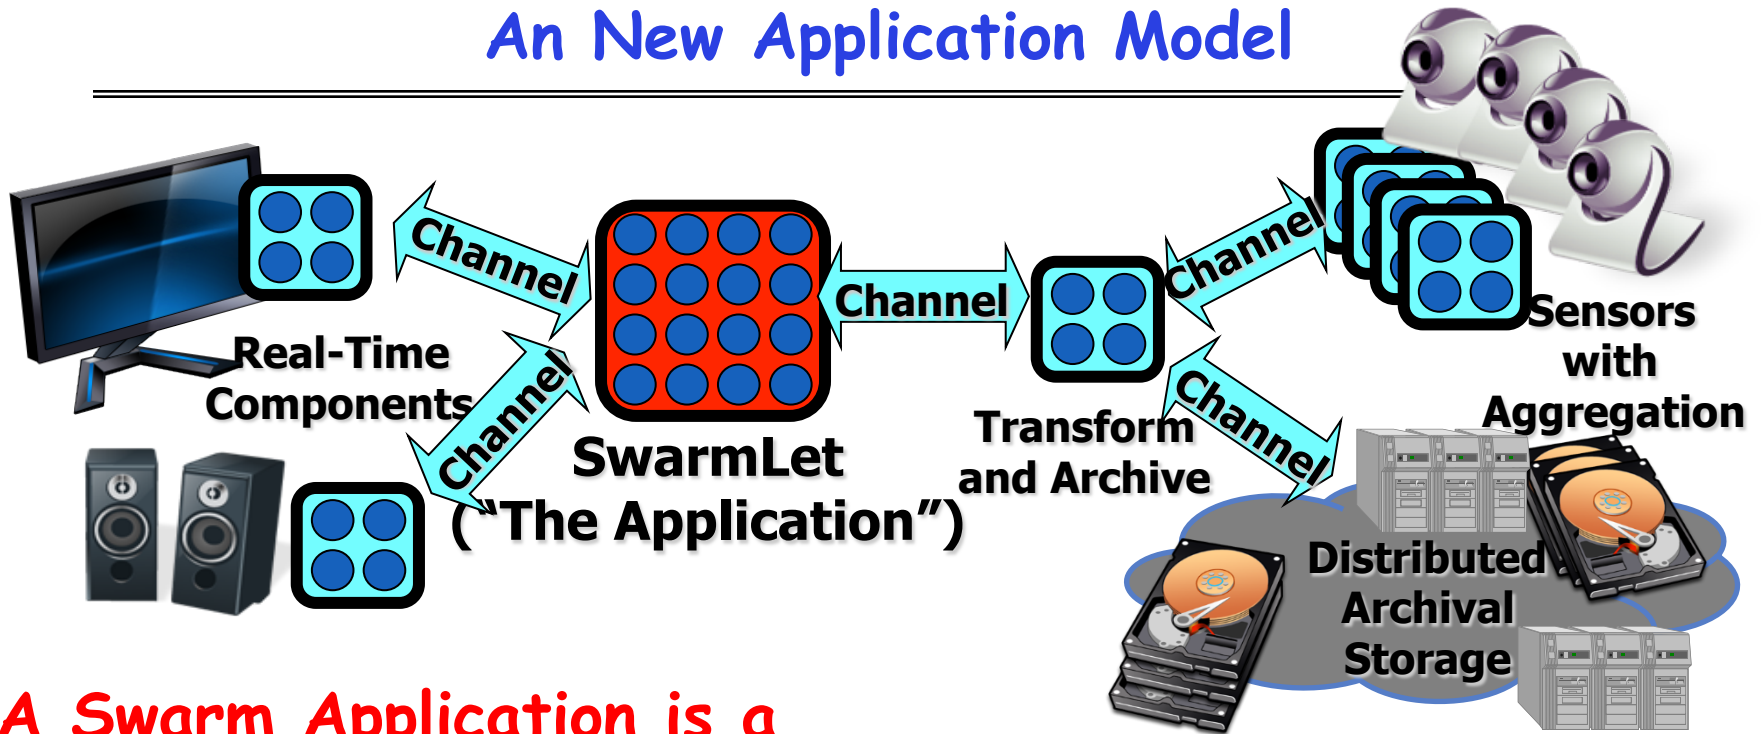 An New Application Model
Channel
Channel
Channel
Channel
Channel
Real-Time
Components
SwarmLet
(“The Application”)
Transform
and Archive
Sensors
with
Aggregation
Distributed
Archival
Storage
A Swarm Application is a